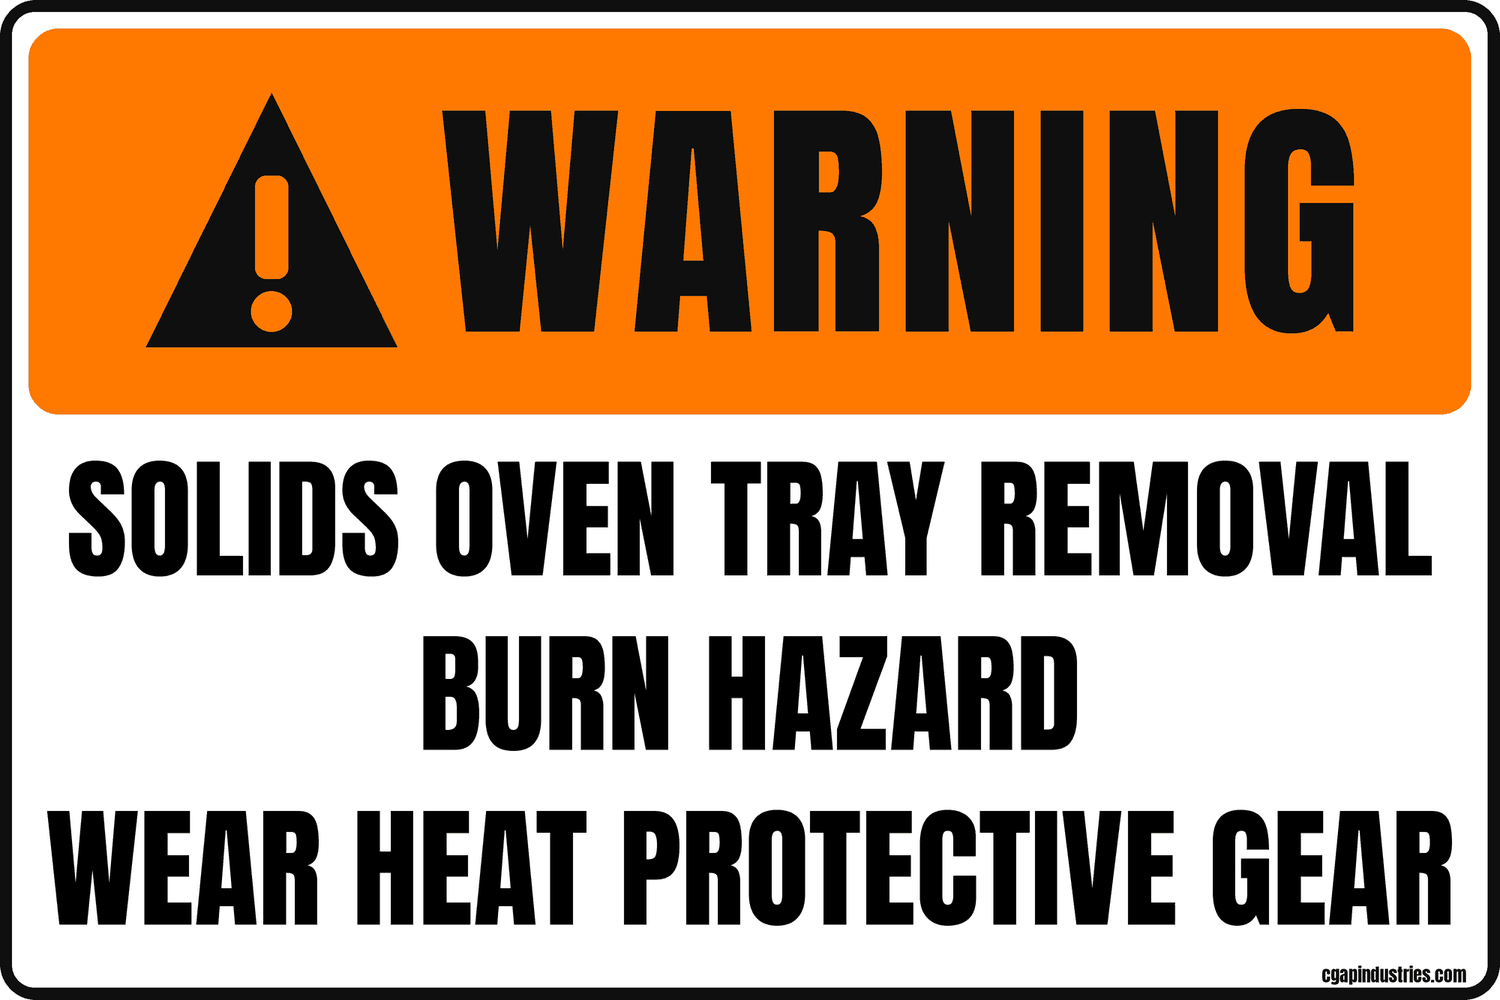 WARNING
SOLIDS OVEN TRAY REMOVAL
BURN HAZARD
WEAR HEAT PROTECTIVE GEAR
cgapindustries.com